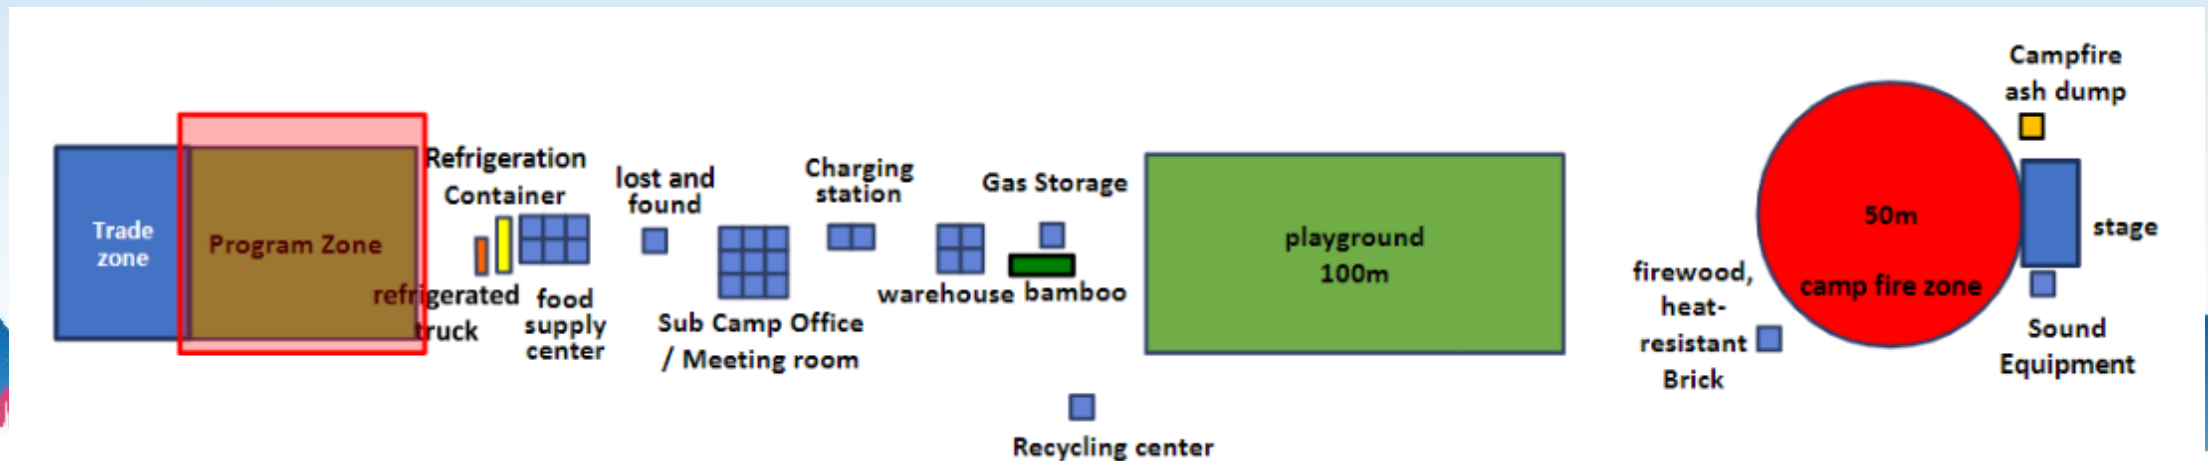 Trade
zone
Program Zone
Refrigeration
Container
refrigerated
truck
food
supply
center
lost and
found
Sub Camp Office
/ Meeting room
Charging
station
warehouse
Gas Storage
bamboo
Recycling center
playground
100m
firewood,
heat-
resistant
Brick
50m
camp fire zone
Campfire
ash dump
stage
Sound
Equipment